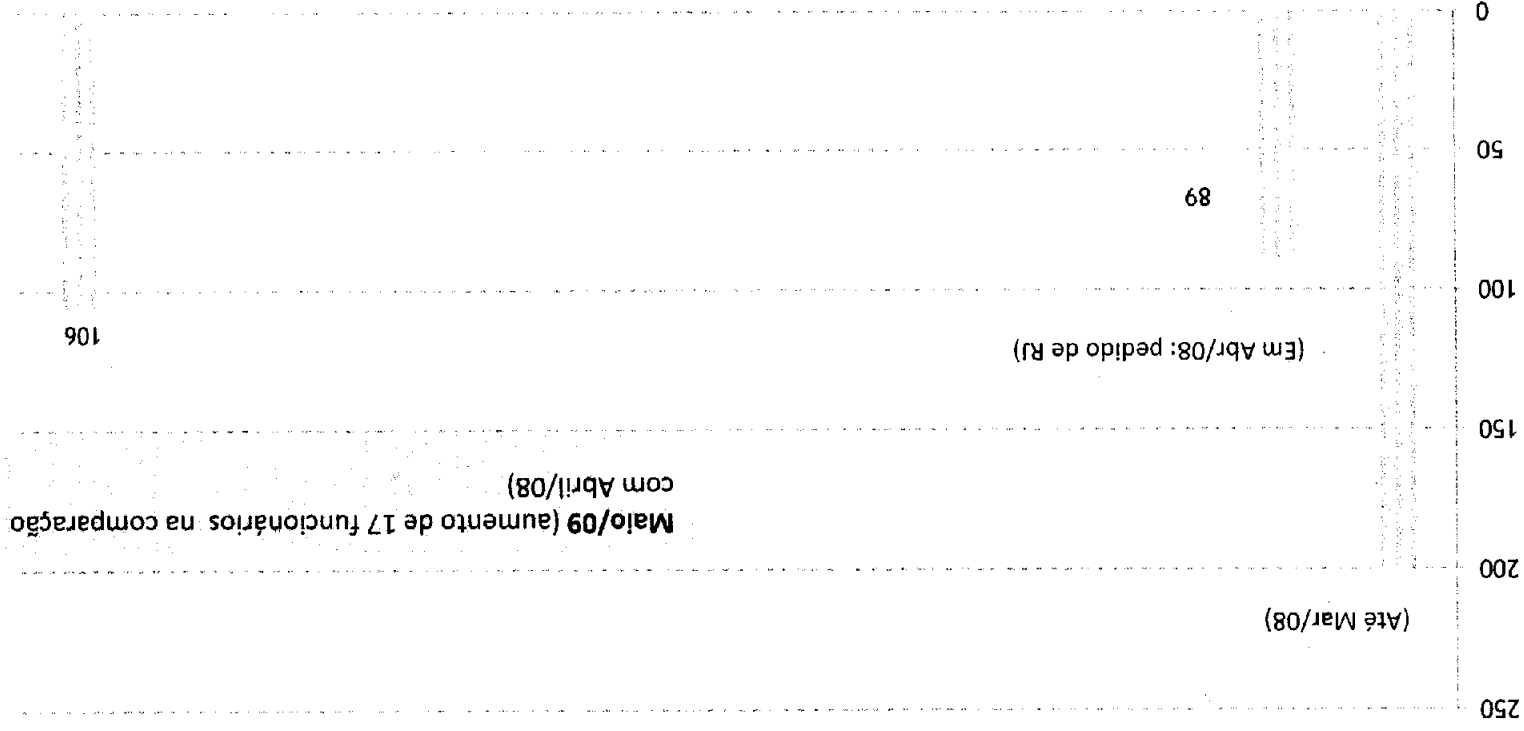 250
(Até Mar/08)
200
Maio/09 (aumento de 17 funcionários na comparação
com Abril/08)
150
(Em Abr/08: pedido de RJ)
106
100
89
50
0